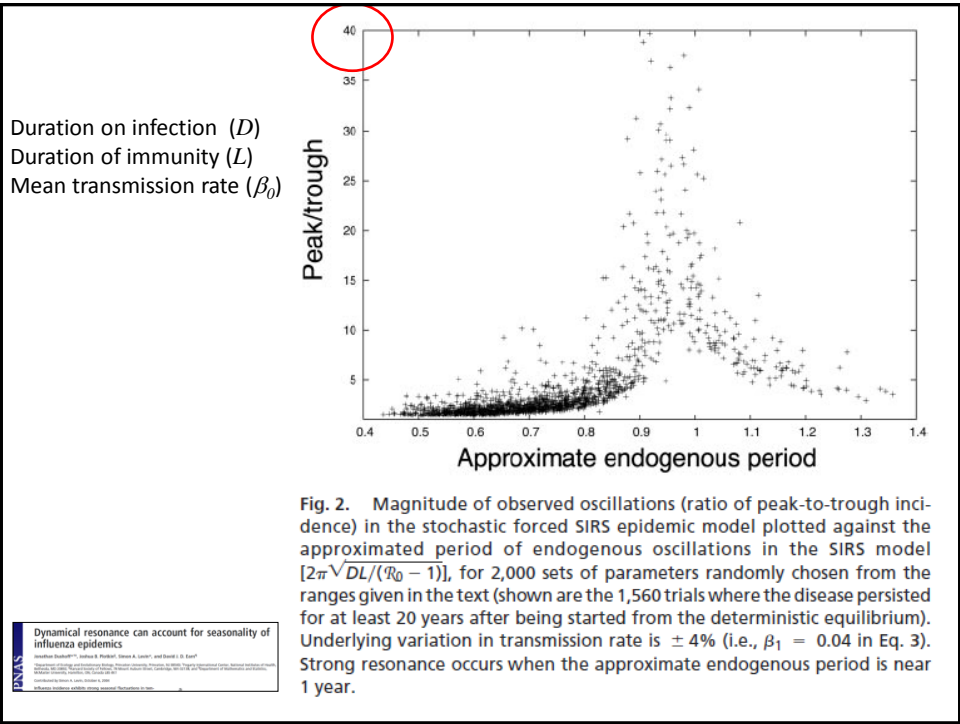 Duration on infection (D)
Duration of immunity (L)
Mean transmission rate (β₀)
40
35
30
25
20
15
10
5
Peak/trough
0.4 0.5 0.6 0.7 0.8 0.9 1 1.1 1.2 1.3 1.4
Approximate endogenous period
Fig. 2. Magnitude of observed oscillations (ratio of peak-to-trough inci-
dence) in the stochastic forced SIRS epidemic model plotted against the
approximated period of endogenous oscillations in the SIRS model
[2π√DL/(ℛ₀ − 1)], for 2,000 sets of parameters randomly chosen from the
ranges given in the text (shown are the 1,560 trials where the disease persisted
for at least 20 years after being started from the deterministic equilibrium).
Underlying variation in transmission rate is ± 4% (i.e., β₁ = 0.04 in Eq. 3).
Strong resonance occurs when the approximate endogenous period is near
1 year.
PNAS
Dynamical resonance can account for seasonality of
influenza epidemics